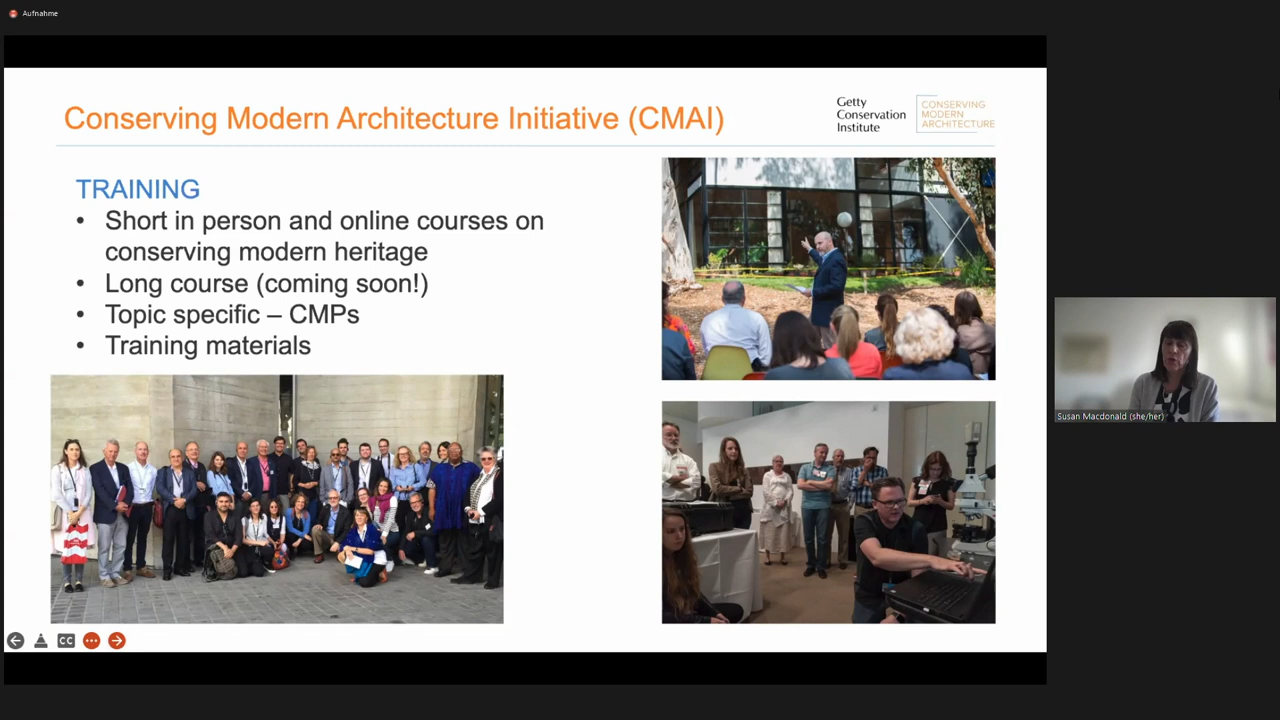 Aufnahme
Conserving Modern Architecture Initiative (CMAI)
Getty
Conservation
Institute
CONSERVING
MODERN
ARCHITECTURE
TRAINING
• Short in person and online courses on
conserving modern heritage
• Long course (coming soon!)
• Topic specific – CMPs
• Training materials
Susan Macdonald (she/her)
CC